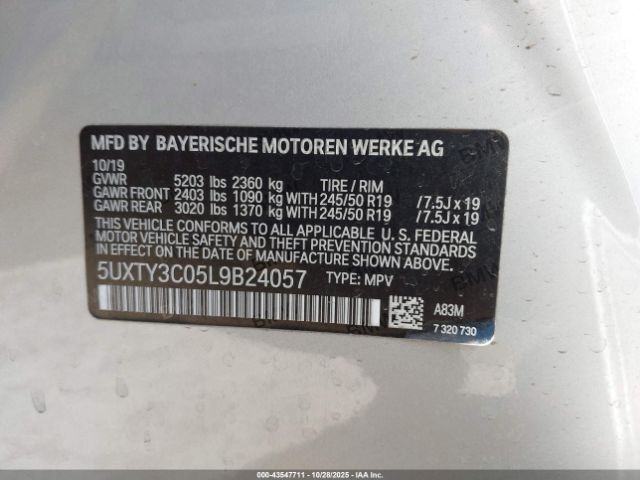 MFD BY BAYERISCHE MOTOREN WERKE AG
10/19
GVWR 5203 lbs 2360 kg TIRE / RIM
GAWR FRONT 2403 lbs 1090 kg WITH 245/50 R19 / 7.5J x 19
GAWR REAR 3020 lbs 1370 kg WITH 245/50 R19 / 7.5J x 19
THIS VEHICLE CONFORMS TO ALL APPLICABLE U. S. FEDERAL
MOTOR VEHICLE SAFETY AND THEFT PREVENTION STANDARDS
IN EFFECT ON THE DATE OF MANUFACTURE SHOWN ABOVE.
5UXTY3C05L9B24057 TYPE: MPV
A83M
7 320 730
000-43547711 | 10/28/2025 | IAAI.COM